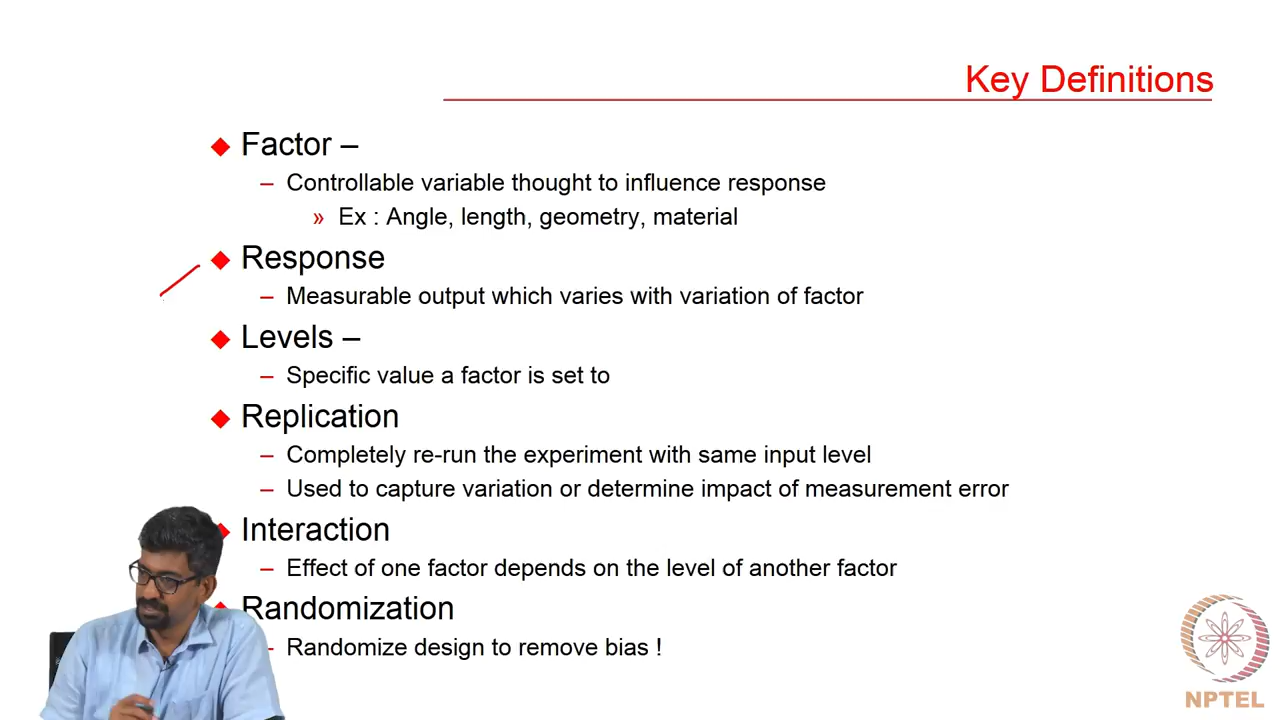 Key Definitions
Factor –
– Controllable variable thought to influence response
» Ex : Angle, length, geometry, material
Response
– Measurable output which varies with variation of factor
Levels –
– Specific value a factor is set to
Replication
– Completely re-run the experiment with same input level
– Used to capture variation or determine impact of measurement error
Interaction
– Effect of one factor depends on the level of another factor
Randomization
- Randomize design to remove bias !
NPTEL